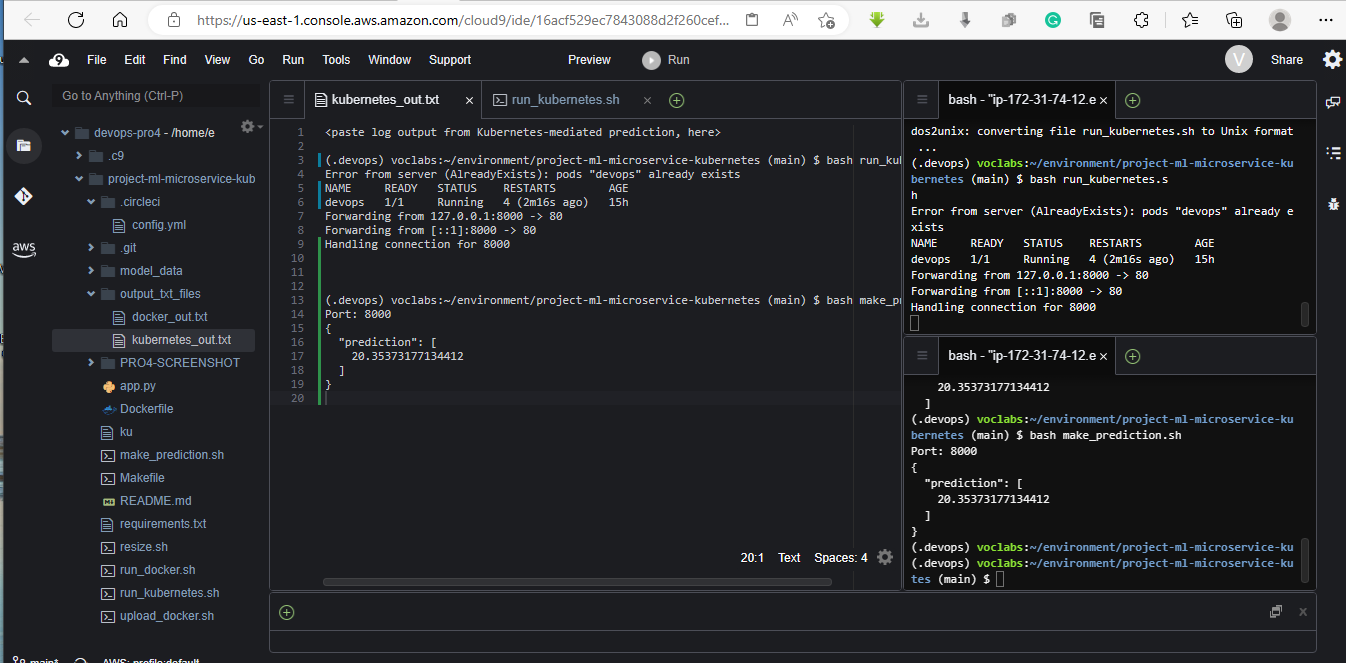 https://us-east-1.console.aws.amazon.com/cloud9/ide/16acf529ec7843088d2f260cef...
File Edit Find View Go Run Tools Window Support Preview Run V Share
Go to Anything (Ctrl-P)
devops-pro4 - /home/e
.c9
project-ml-microservice-kub
.circleci
config.yml
.git
model_data
output_txt_files
docker_out.txt
kubernetes_out.txt
PRO4-SCREENSHOT
app.py
Dockerfile
ku
make_prediction.sh
Makefile
README.md
requirements.txt
resize.sh
run_docker.sh
run_kubernetes.sh
upload_docker.sh
aws
kubernetes_out.txt × run_kubernetes.sh ×
1 <paste log output from Kubernetes-mediated prediction, here>
2
3 (.devops) voclabs:~/environment/project-ml-microservice-kubernetes (main) $ bash run_kul
4 Error from server (AlreadyExists): pods "devops" already exists
5 NAME READY STATUS RESTARTS AGE
6 devops 1/1 Running 4 (2m16s ago) 15h
7 Forwarding from 127.0.0.1:8000 -> 80
8 Forwarding from [::1]:8000 -> 80
9 Handling connection for 8000
10
11
12
13 (.devops) voclabs:~/environment/project-ml-microservice-kubernetes (main) $ bash make_p
14 Port: 8000
15 {
16 "prediction": [
17 20.35373177134412
18 ]
19 }
20
20:1 Text Spaces: 4
bash - "ip-172-31-74-12.e ×
dos2unix: converting file run_kubernetes.sh to Unix format
...
(.devops) voclabs:~/environment/project-ml-microservice-ku
bernetes (main) $ bash run_kubernetes.s
h
Error from server (AlreadyExists): pods "devops" already e
xists
NAME READY STATUS RESTARTS AGE
devops 1/1 Running 4 (2m16s ago) 15h
Forwarding from 127.0.0.1:8000 -> 80
Forwarding from [::1]:8000 -> 80
Handling connection for 8000
bash - "ip-172-31-74-12.e ×
20.35373177134412
]
(.devops) voclabs:~/environment/project-ml-microservice-ku
bernetes (main) $ bash make_prediction.sh
Port: 8000
{
"prediction": [
20.35373177134412
]
}
(.devops) voclabs:~/environment/project-ml-microservice-ku
(.devops) voclabs:~/environment/project-ml-microservice-ku
tes (main) $
main* AWS: profile:default